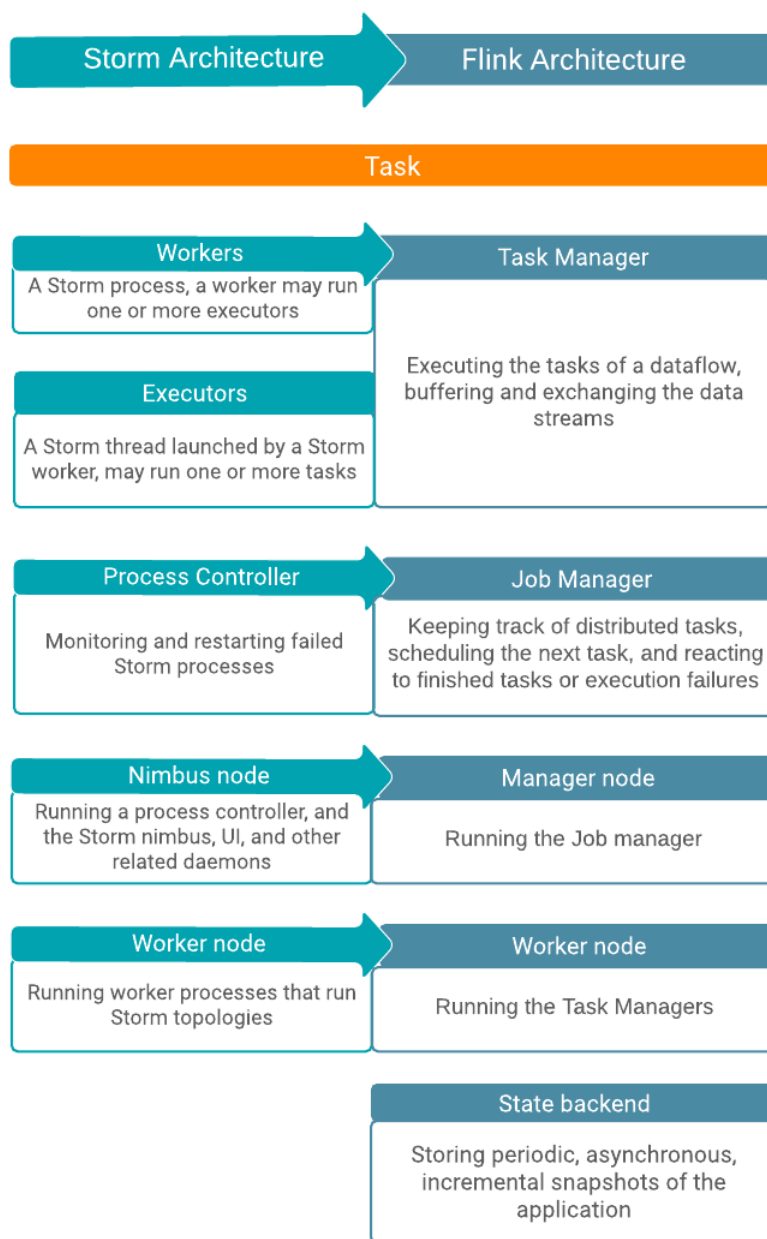 Storm Architecture
Flink Architecture
Task
Workers
A Storm process, a worker may run
one or more executors
Executors
A Storm thread launched by a Storm
worker, may run one or more tasks
Task Manager
Executing the tasks of a dataflow,
buffering and exchanging the data
streams
Process Controller
Monitoring and restarting failed
Storm processes
Job Manager
Keeping track of distributed tasks,
scheduling the next task, and reacting
to finished tasks or execution failures
Nimbus node
Running a process controller, and
the Storm nimbus, UI, and other
related daemons
Manager node
Running the Job manager
Worker node
Running worker processes that run
Storm topologies
Worker node
Running the Task Managers
State backend
Storing periodic, asynchronous,
incremental snapshots of the
application